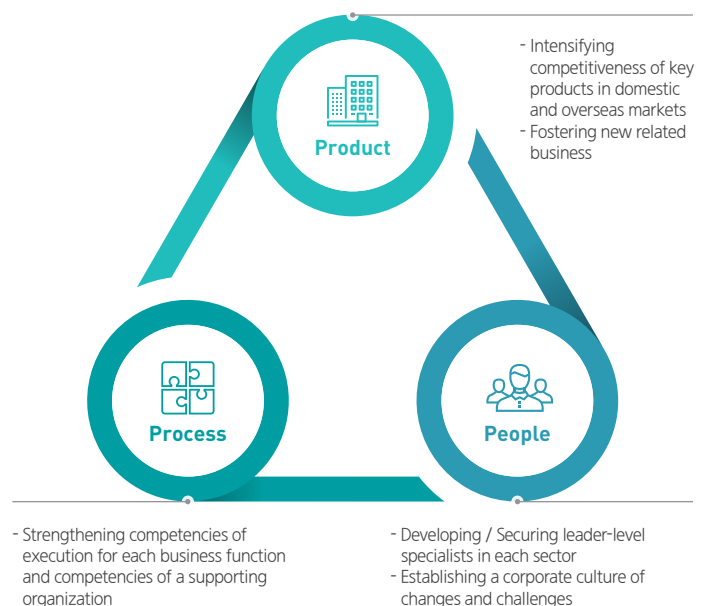 - Intensifying
competitiveness of key
products in domestic
and overseas markets
- Fostering new related
business
Product
Process
People
- Strengthening competencies of
execution for each business function
and competencies of a supporting
organization
- Developing / Securing leader-level
specialists in each sector
- Establishing a corporate culture of
changes and challenges